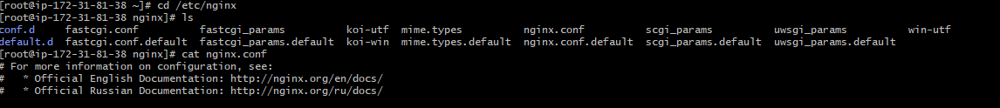 [root@ip-172-31-81-38 ~]# cd /etc/nginx
[root@ip-172-31-81-38 nginx]# ls
conf.d     fastcgi.conf          fastcgi_params          koi-utf  mime.types          nginx.conf          scgi_params          uwsgi_params          win-utf
default.d  fastcgi.conf.default  fastcgi_params.default  koi-win  mime.types.default  nginx.conf.default  scgi_params.default  uwsgi_params.default
[root@ip-172-31-81-38 nginx]# cat nginx.conf
# For more information on configuration, see:
#   * Official English Documentation: http://nginx.org/en/docs/
#   * Official Russian Documentation: http://nginx.org/ru/docs/